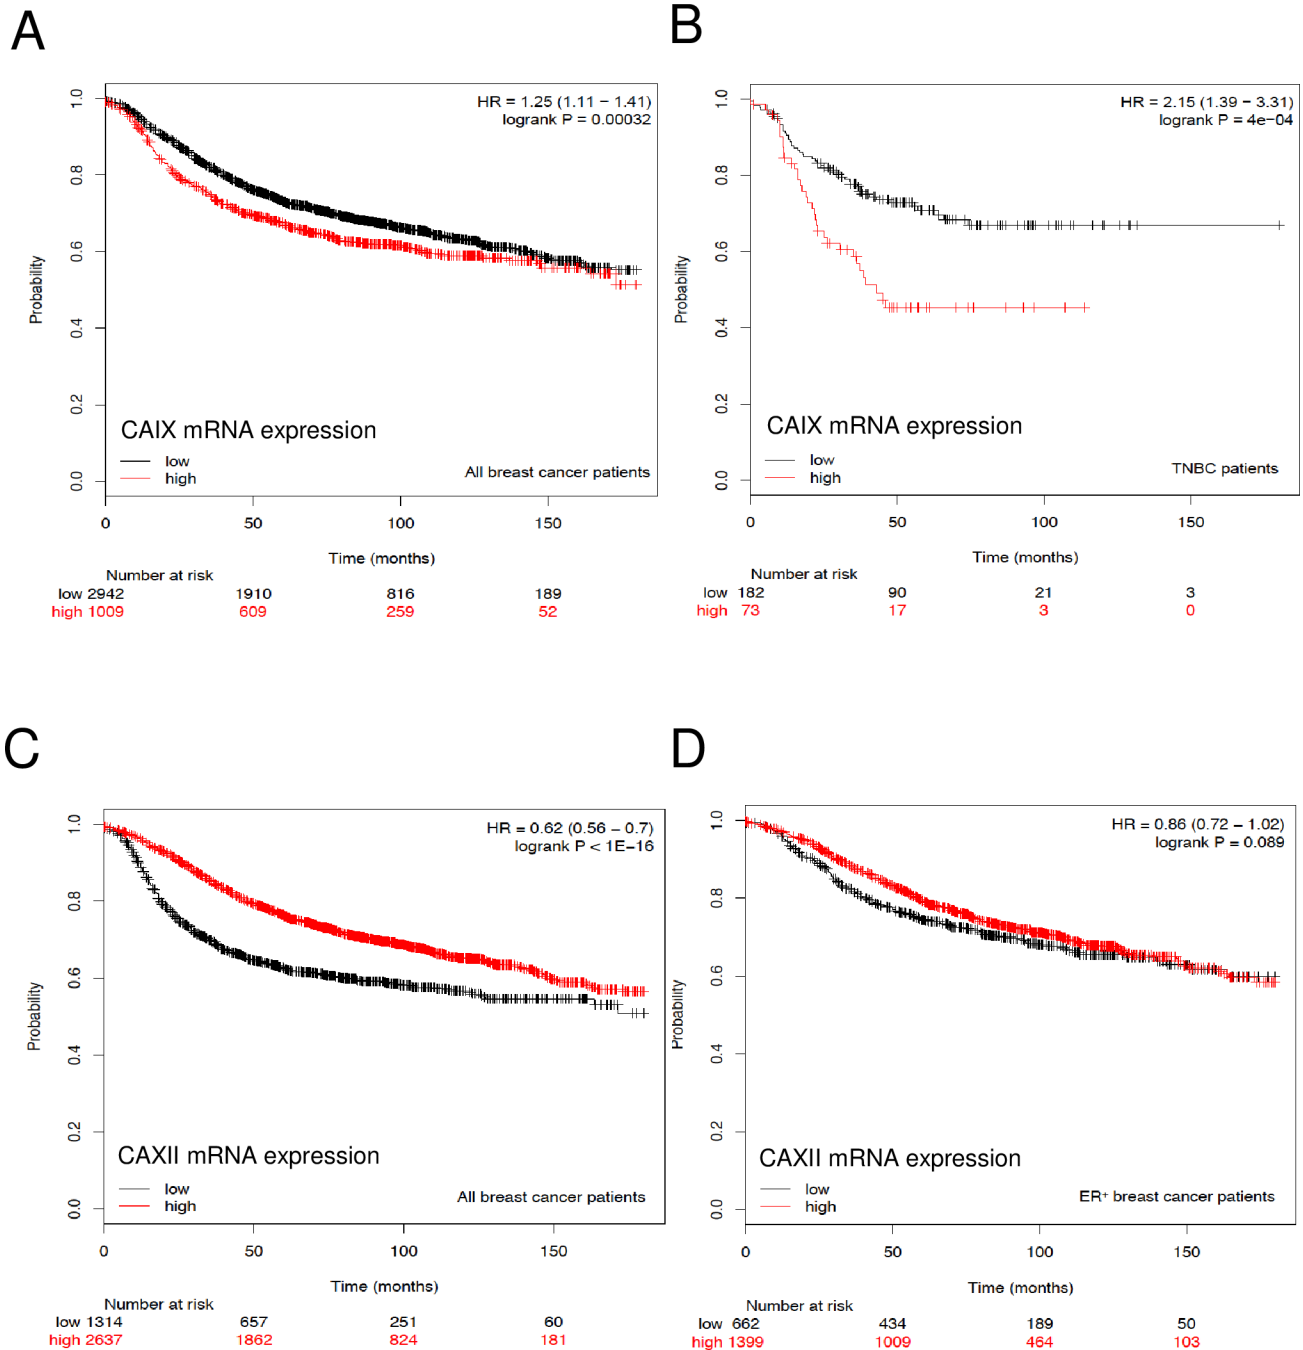 A
HR = 1.25 (1.11 − 1.41)
logrank P = 0.00032
1.0
0.8
0.6
0.4
0.2
0.0
Probability
CAIX mRNA expression
low
high
All breast cancer patients
0 50 100 150
Time (months)
Number at risk
low 2942 1910 816 189
high 1009 609 259 52
B
HR = 2.15 (1.39 − 3.31)
logrank P = 4e−04
1.0
0.8
0.6
0.4
0.2
0.0
Probability
CAIX mRNA expression
low
high
TNBC patients
0 50 100 150
Time (months)
Number at risk
low 182 90 21 3
high 73 17 3 0
C
HR = 0.62 (0.56 − 0.7)
logrank P < 1E−16
1.0
0.8
0.6
0.4
0.2
0.0
Probability
CAXII mRNA expression
low
high
All breast cancer patients
0 50 100 150
Time (months)
Number at risk
low 1314 657 251 60
high 2637 1862 824 181
D
HR = 0.86 (0.72 − 1.02)
logrank P = 0.089
1.0
0.8
0.6
0.4
0.2
0.0
Probability
CAXII mRNA expression
low
high
ER⁺ breast cancer patients
0 50 100 150
Time (months)
Number at risk
low 662 434 189 50
high 1399 1009 464 103